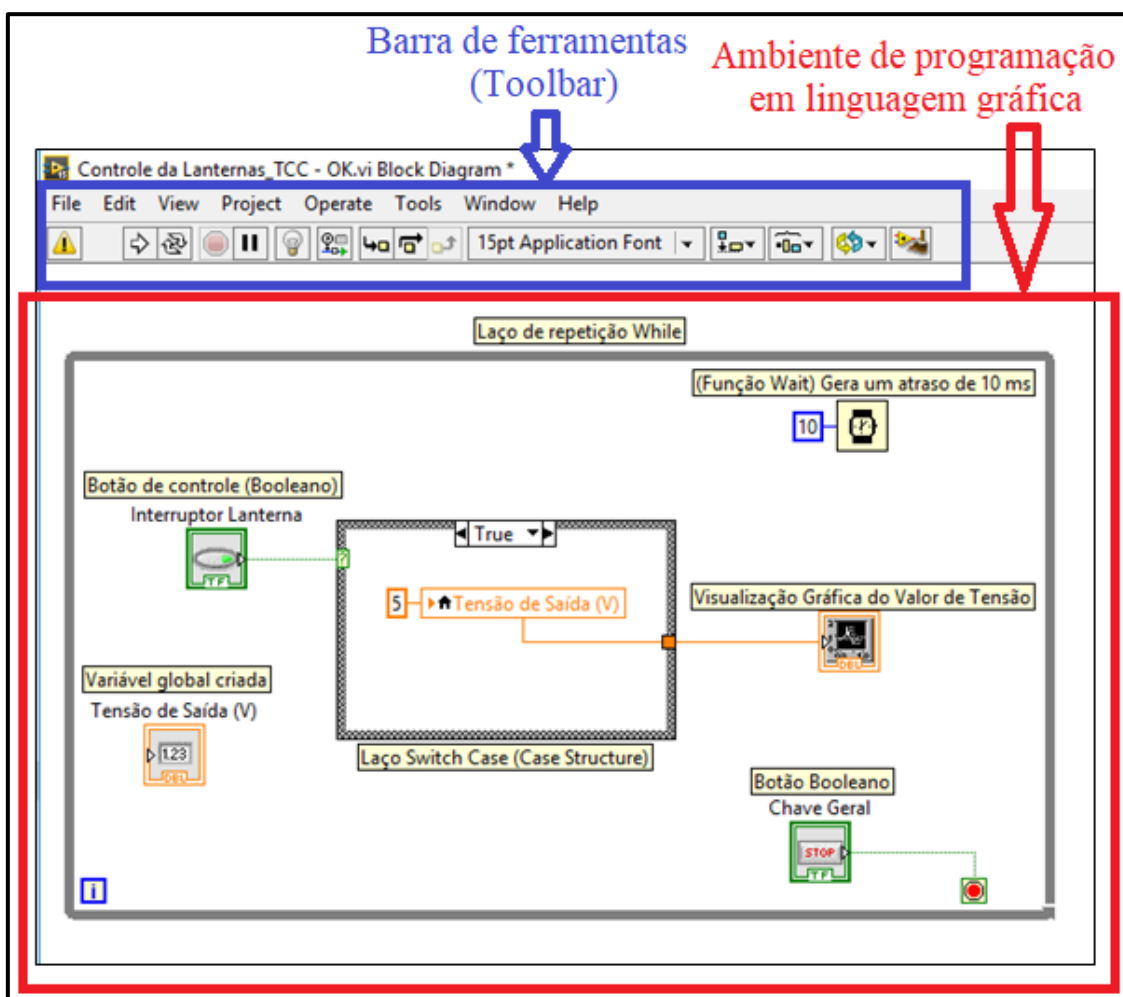 Barra de ferramentas
(Toolbar)
Ambiente de programação
em linguagem gráfica
Controle da Lanternas_TCC - OK.vi Block Diagram *
File Edit View Project Operate Tools Window Help
15pt Application Font
Laço de repetição While
(Função Wait) Gera um atraso de 10 ms
10
Botão de controle (Booleano)
Interruptor Lanterna
TF
True
?
5 Tensão de Saída (V)
Visualização Gráfica do Valor de Tensão
DBL
Variável global criada
Tensão de Saída (V)
1.23
DBL
Laço Switch Case (Case Structure)
Botão Booleano
Chave Geral
STOP
TF
i